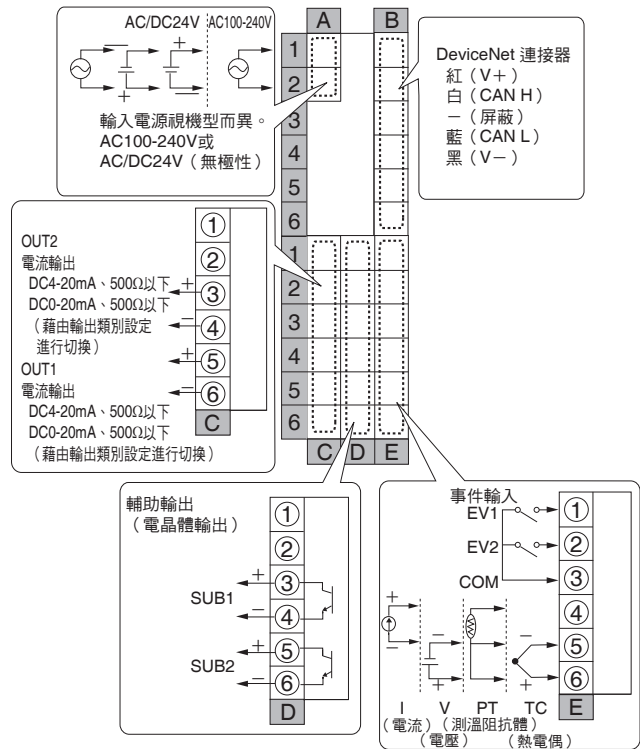 AC/DC24V AC100-240V
輸入電源視機型而異。
AC100-240V或
AC/DC24V（無極性）
A
B
1
2
3
4
5
6
1
2
3
4
5
6
C D E
DeviceNet 連接器
紅（V+）
白（CAN H）
－（屏蔽）
藍（CAN L）
黑（V−）
OUT2
電流輸出
DC4-20mA、500Ω以下
DC0-20mA、500Ω以下
（藉由輸出類別設定
進行切換）
OUT1
電流輸出
DC4-20mA、500Ω以下
DC0-20mA、500Ω以下
（藉由輸出類別設定進行切換）
①
②
+ ③
− ④
+ ⑤
− ⑥
C
輔助輸出
（電晶體輸出）
SUB1
SUB2
①
②
+ ③
− ④
+ ⑤
− ⑥
D
事件輸入
EV1
EV2
COM
①
②
③
④
⑤
⑥
E
I V PT TC
（電流）（測溫阻抗體）
（電壓） （熱電偶）